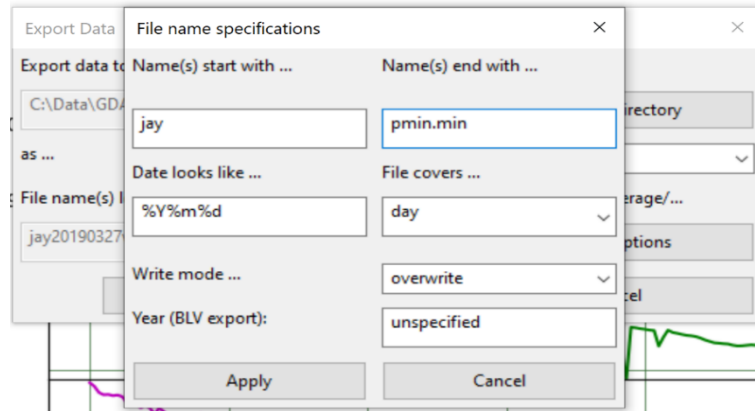 Export Data
File name specifications
Export data to
Name(s) start with ...
Name(s) end with ...
C:\Data\GDA
irectory
jay
pmin.min
as ...
Date looks like ...
File covers ...
File name(s) l
erage/...
%Y%m%d
day
jay20190327
ptions
Write mode ...
overwrite
cel
Year (BLV export):
unspecified
Apply
Cancel